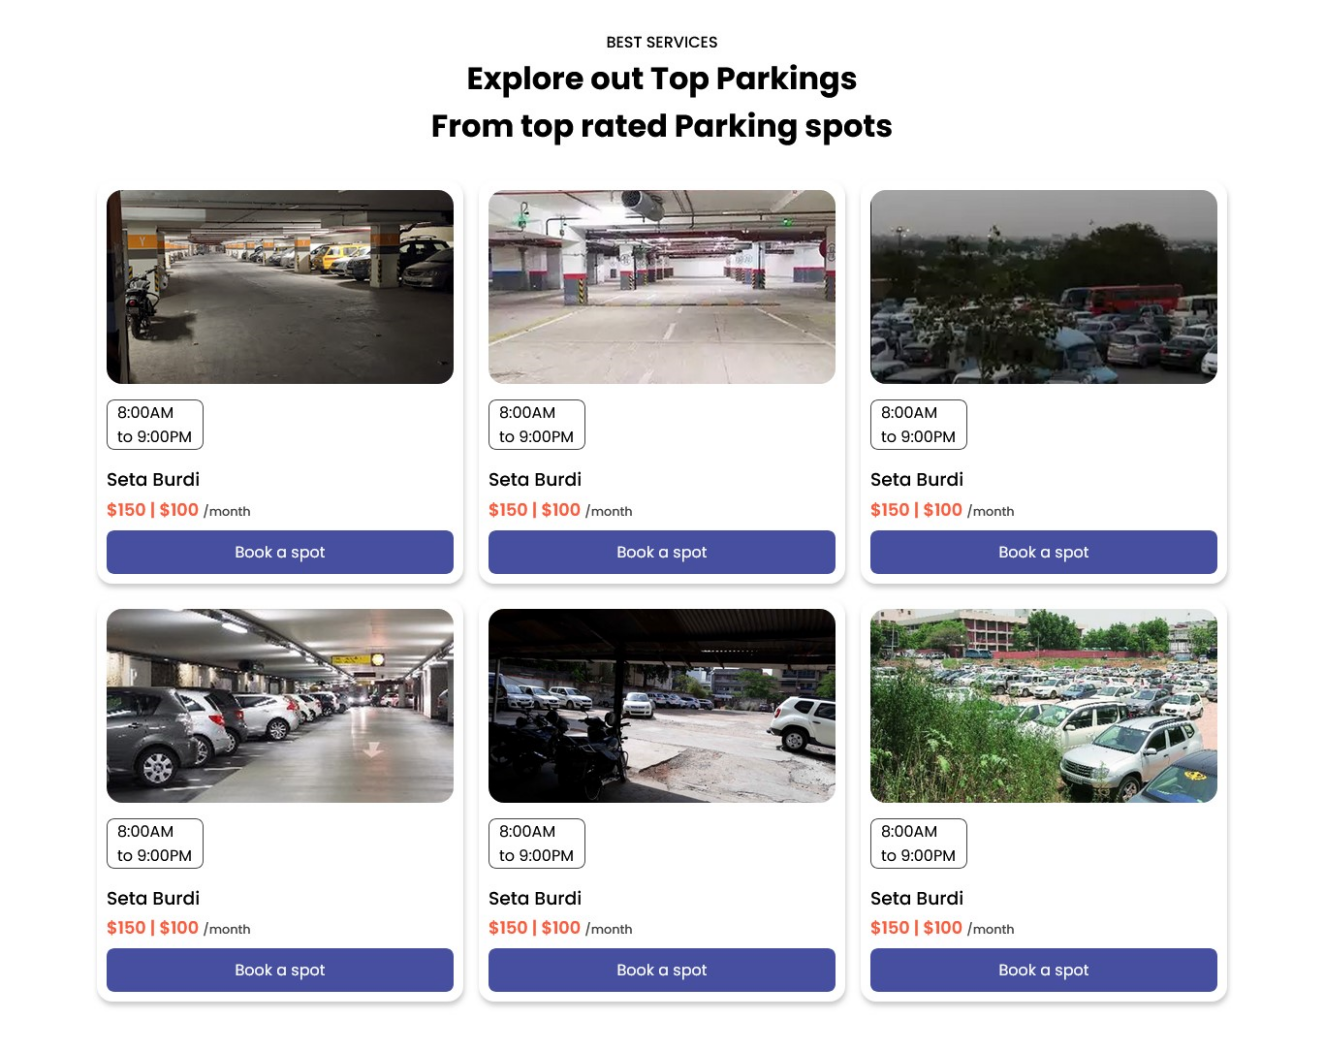 BEST SERVICES
Explore out Top Parkings
From top rated Parking spots
Y
8:00AM
to 9:00PM
Seta Burdi
$150 | $100 /month
Book a spot
8:00AM
to 9:00PM
Seta Burdi
$150 | $100 /month
Book a spot
8:00AM
to 9:00PM
Seta Burdi
$150 | $100 /month
Book a spot
8:00AM
to 9:00PM
Seta Burdi
$150 | $100 /month
Book a spot
8:00AM
to 9:00PM
Seta Burdi
$150 | $100 /month
Book a spot
8:00AM
to 9:00PM
Seta Burdi
$150 | $100 /month
Book a spot